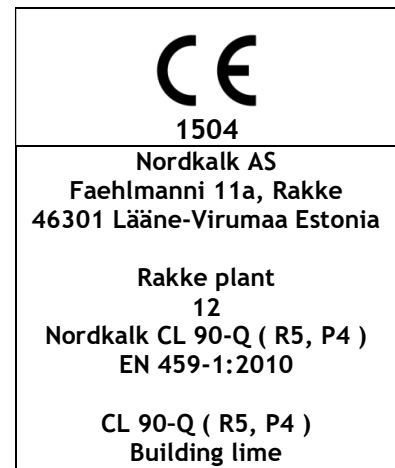 CE
1504
Nordkalk AS
Faehlmanni 11a, Rakke
46301 Lääne-Virumaa Estonia
Rakke plant
12
Nordkalk CL 90-Q ( R5, P4 )
EN 459-1:2010
CL 90-Q ( R5, P4 )
Building lime